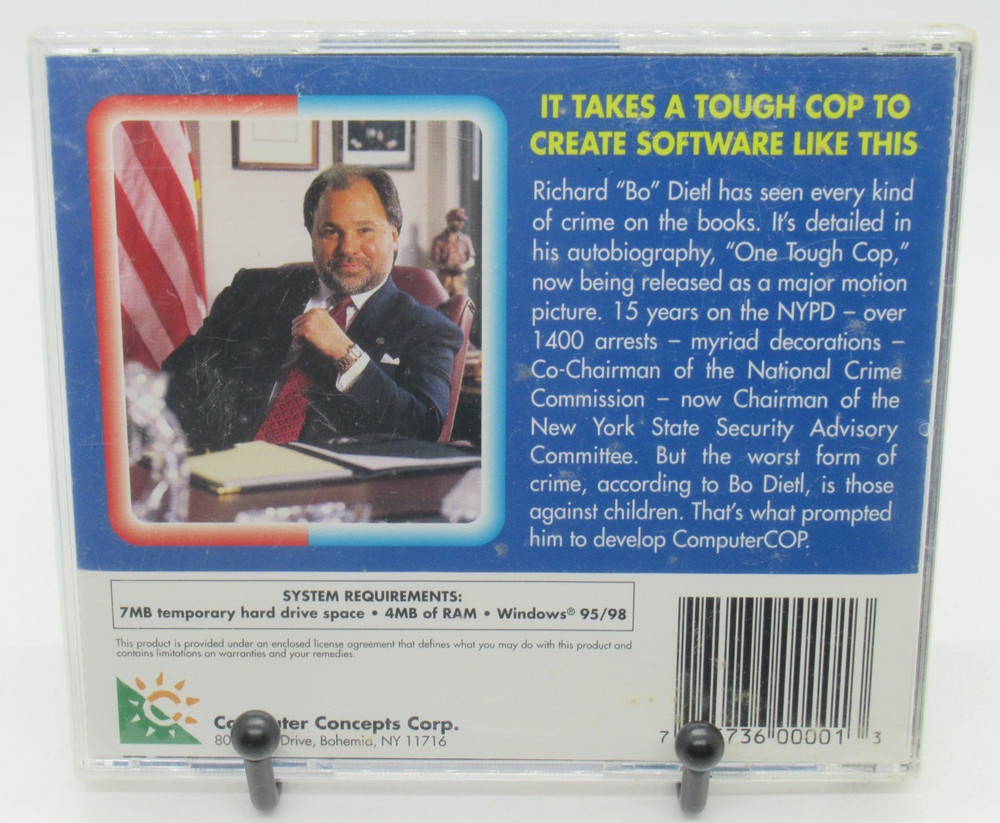 IT TAKES A TOUGH COP TO
CREATE SOFTWARE LIKE THIS
Richard “Bo” Dietl has seen every kind
of crime on the books. It’s detailed in
his autobiography, “One Tough Cop,”
now being released as a major motion
picture. 15 years on the NYPD – over
1400 arrests – myriad decorations –
Co-Chairman of the National Crime
Commission – now Chairman of the
New York State Security Advisory
Committee. But the worst form of
crime, according to Bo Dietl, is those
against children. That’s what prompted
him to develop ComputerCOP.
SYSTEM REQUIREMENTS:
7MB temporary hard drive space • 4MB of RAM • Windows® 95/98
This product is provided under an enclosed license agreement that defines what you may do with this product and
contains limitations on warranties and your remedies.
Concepts Corp.
Drive, Bohemia, NY 11716
7 736 00001 3